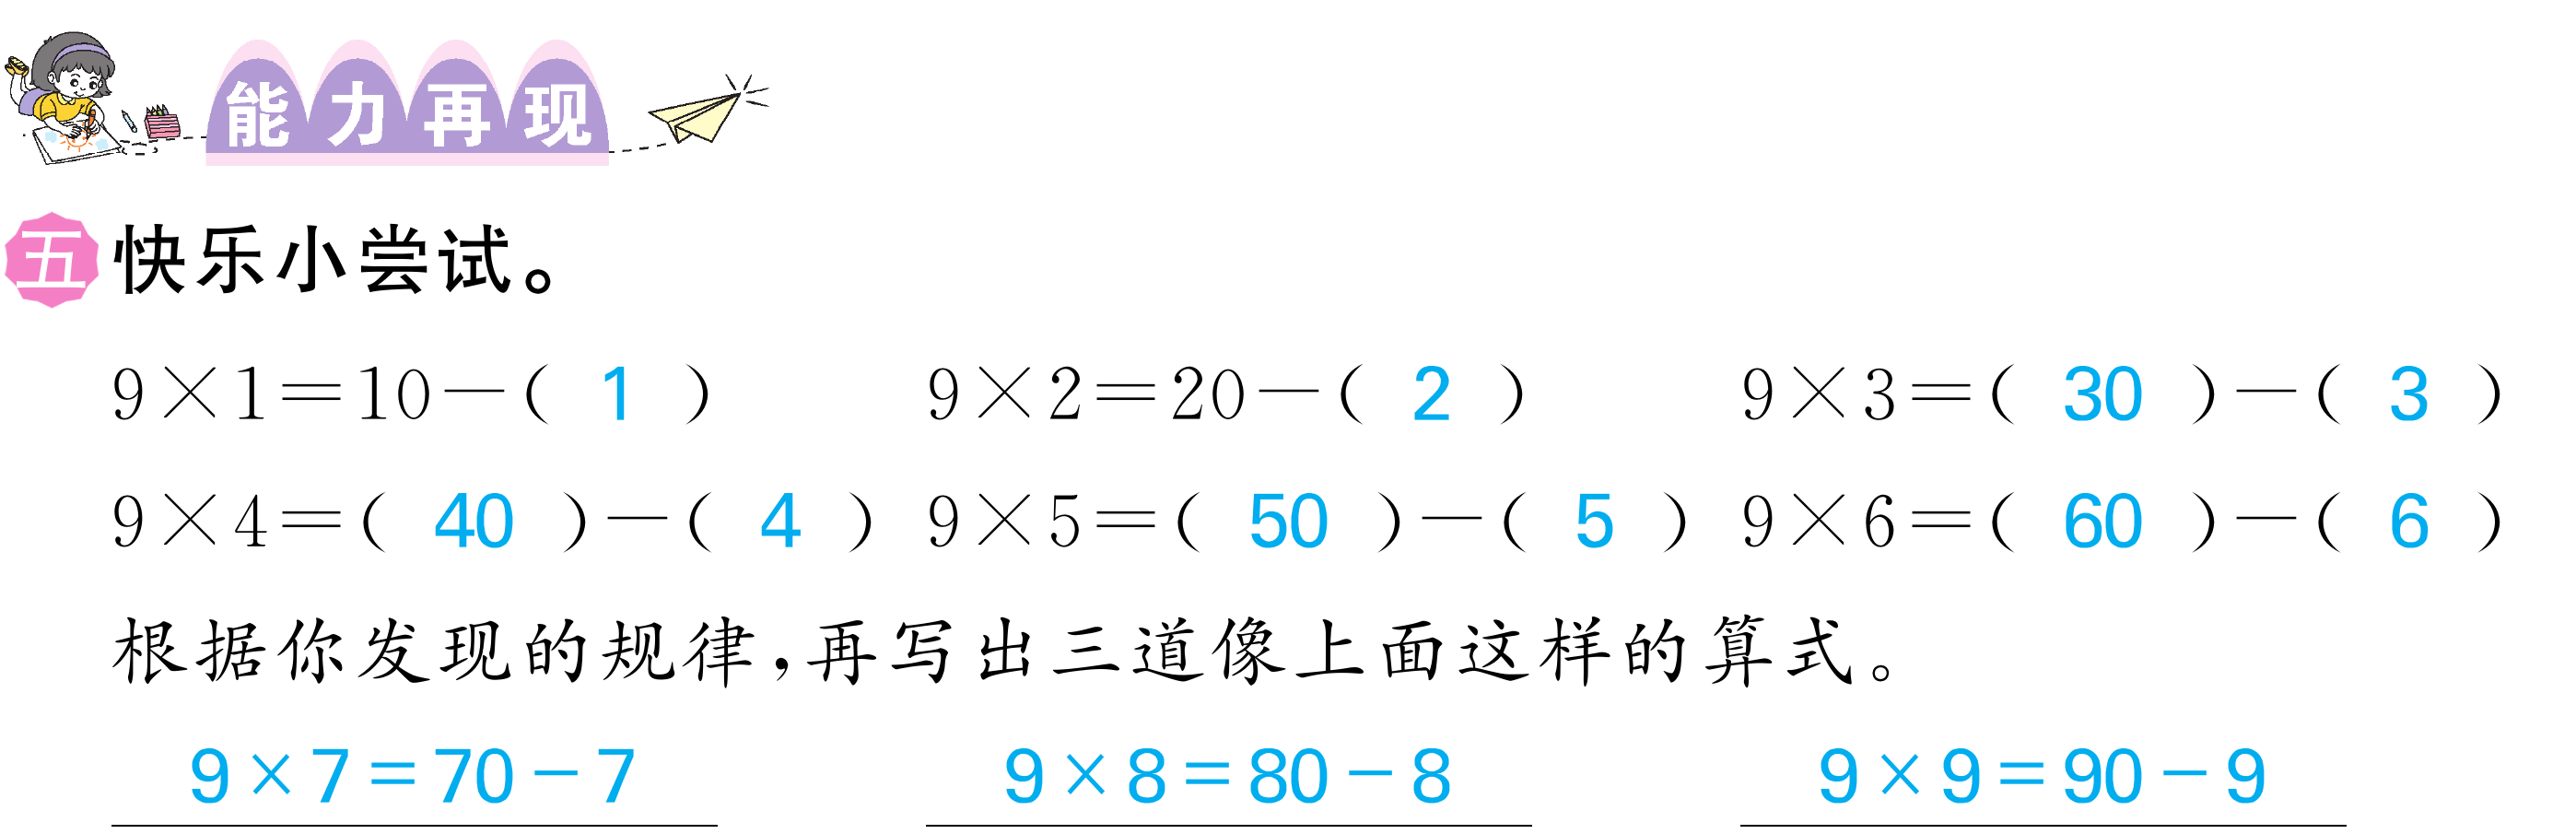 能力再现
五 快乐小尝试。
9×1=10-( 1 ) 9×2=20-( 2 ) 9×3=( 30 )-( 3 )
9×4=( 40 )-( 4 ) 9×5=( 50 )-( 5 ) 9×6=( 60 )-( 6 )
根据你发现的规律,再写出三道像上面这样的算式。
9×7=70-7 9×8=80-8 9×9=90-9